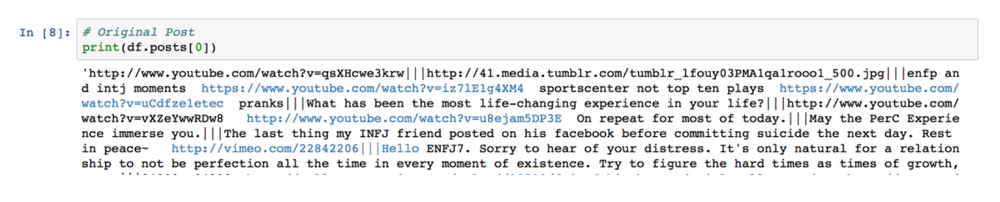 In [8]: # Original Post
print(df.posts[0])
'http://www.youtube.com/watch?v=qsXHcwe3krw|||http://41.media.tumblr.com/tumblr_lfouy03PMA1qa1rooo1_500.jpg|||enfp an
d intj moments  https://www.youtube.com/watch?v=iz7lE1g4XM4  sportscenter not top ten plays  https://www.youtube.com/
watch?v=uCdfze1etec  pranks|||What has been the most life-changing experience in your life?|||http://www.youtube.com/
watch?v=vXZeYwwRDw8   http://www.youtube.com/watch?v=u8ejam5DP3E  On repeat for most of today.|||May the PerC Experie
nce immerse you.|||The last thing my INFJ friend posted on his facebook before committing suicide the next day. Rest
in peace~   http://vimeo.com/22842206|||Hello ENFJ7. Sorry to hear of your distress. It's only natural for a relation
ship to not be perfection all the time in every moment of existence. Try to figure the hard times as times of growth,